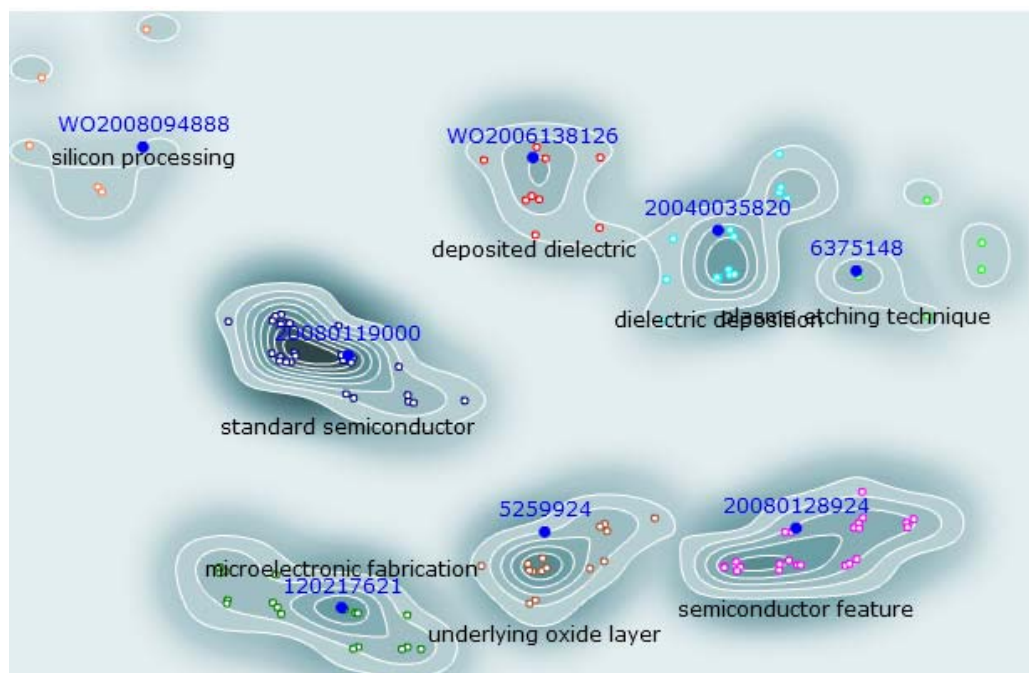 WO2008094888
silicon processing
WO2006138126
deposited dielectric
20040035820
dielectric deposition
6375148
plasma etching technique
20080119000
standard semiconductor
5259924
underlying oxide layer
20080128924
semiconductor feature
microelectronic fabrication
120217621